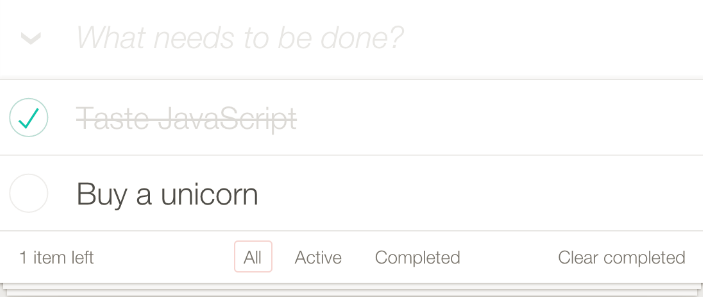 What needs to be done?
Taste JavaScript
Buy a unicorn
1 item left All Active Completed Clear completed